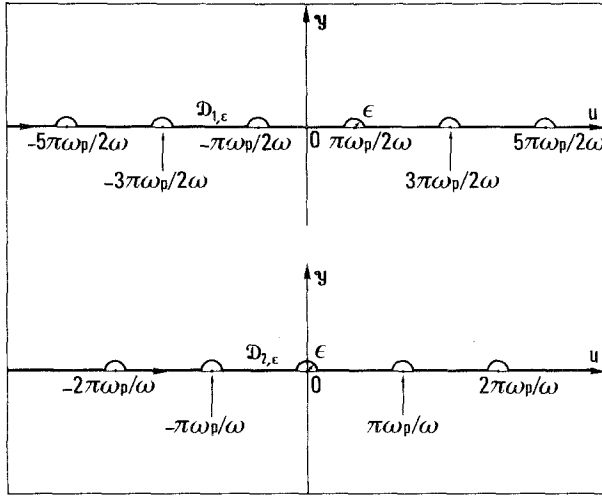 y
𝒟₁,ε ϵ u
-5πωₚ/2ω -πωₚ/2ω 0 πωₚ/2ω 5πωₚ/2ω
-3πωₚ/2ω 3πωₚ/2ω
y
𝒟₂,ε ϵ u
-2πωₚ/ω 0 2πωₚ/ω
-πωₚ/ω πωₚ/ω